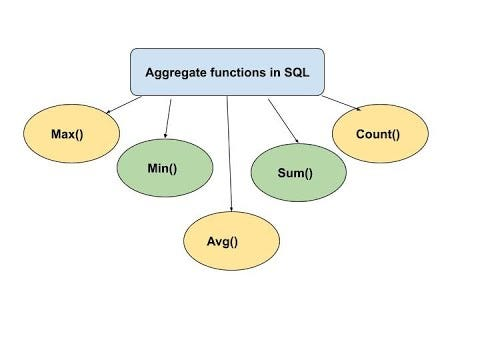 Aggregate functions in SQL
Max()
Count()
Min()
Sum()
Avg()